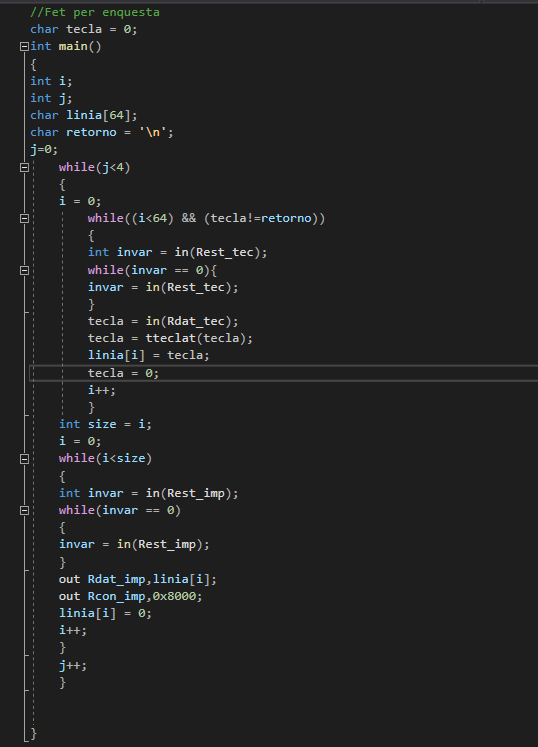 //Fet per enquesta
char tecla = 0;
int main()
{
int i;
int j;
char linia[64];
char retorno = '\n';
j=0;
while(j<4)
{
i = 0;
while((i<64) && (tecla!=retorno))
{
int invar = in(Rest_tec);
while(invar == 0){
invar = in(Rest_tec);
}
tecla = in(Rdat_tec);
tecla = tteclat(tecla);
linia[i] = tecla;
tecla = 0;
i++;
}
int size = i;
i = 0;
while(i<size)
{
int invar = in(Rest_imp);
while(invar == 0)
{
invar = in(Rest_imp);
}
out Rdat_imp,linia[i];
out Rcon_imp,0x8000;
linia[i] = 0;
i++;
}
j++;
}
}